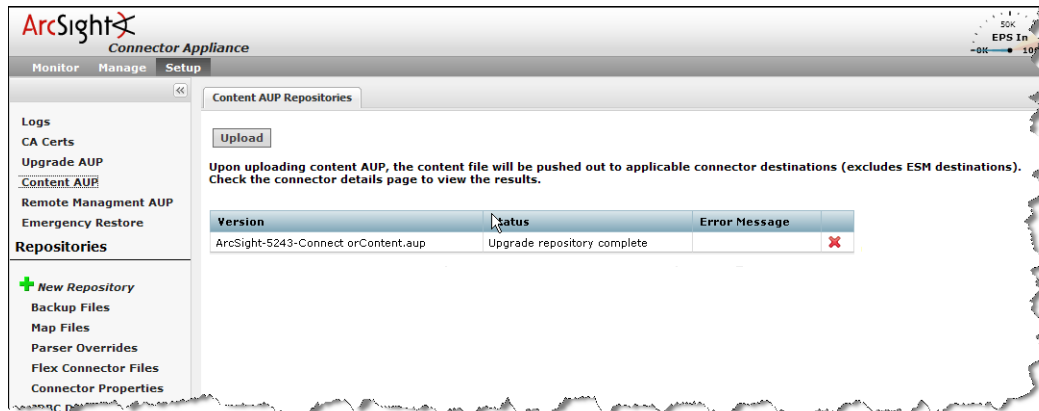 ArcSight
Connector Appliance
50K
EPS In
Monitor Manage Setup
Content AUP Repositories
Logs
CA Certs
Upgrade AUP
Content AUP
Remote Managment AUP
Emergency Restore
Repositories
New Repository
Backup Files
Map Files
Parser Overrides
Flex Connector Files
Connector Properties
Upload
Upon uploading content AUP, the content file will be pushed out to applicable connector destinations (excludes ESM destinations).
Check the connector details page to view the results.
Version Status Error Message
ArcSight-5243-Connect orContent.aup Upgrade repository complete